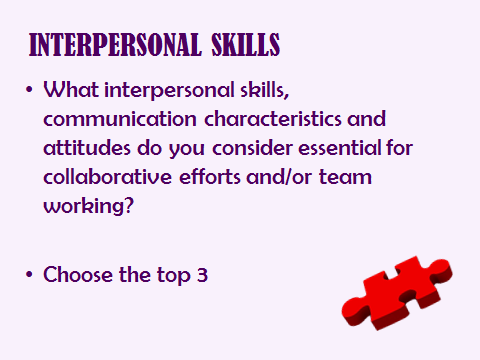 INTERPERSONAL SKILLS
• What interpersonal skills,
communication characteristics and
attitudes do you consider essential for
collaborative efforts and/or team
working?
• Choose the top 3